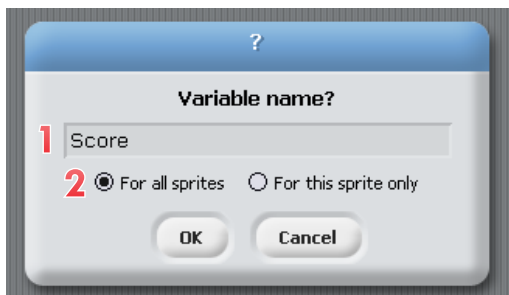 ?
Variable name?
1 Score
2 For all sprites For this sprite only
OK Cancel